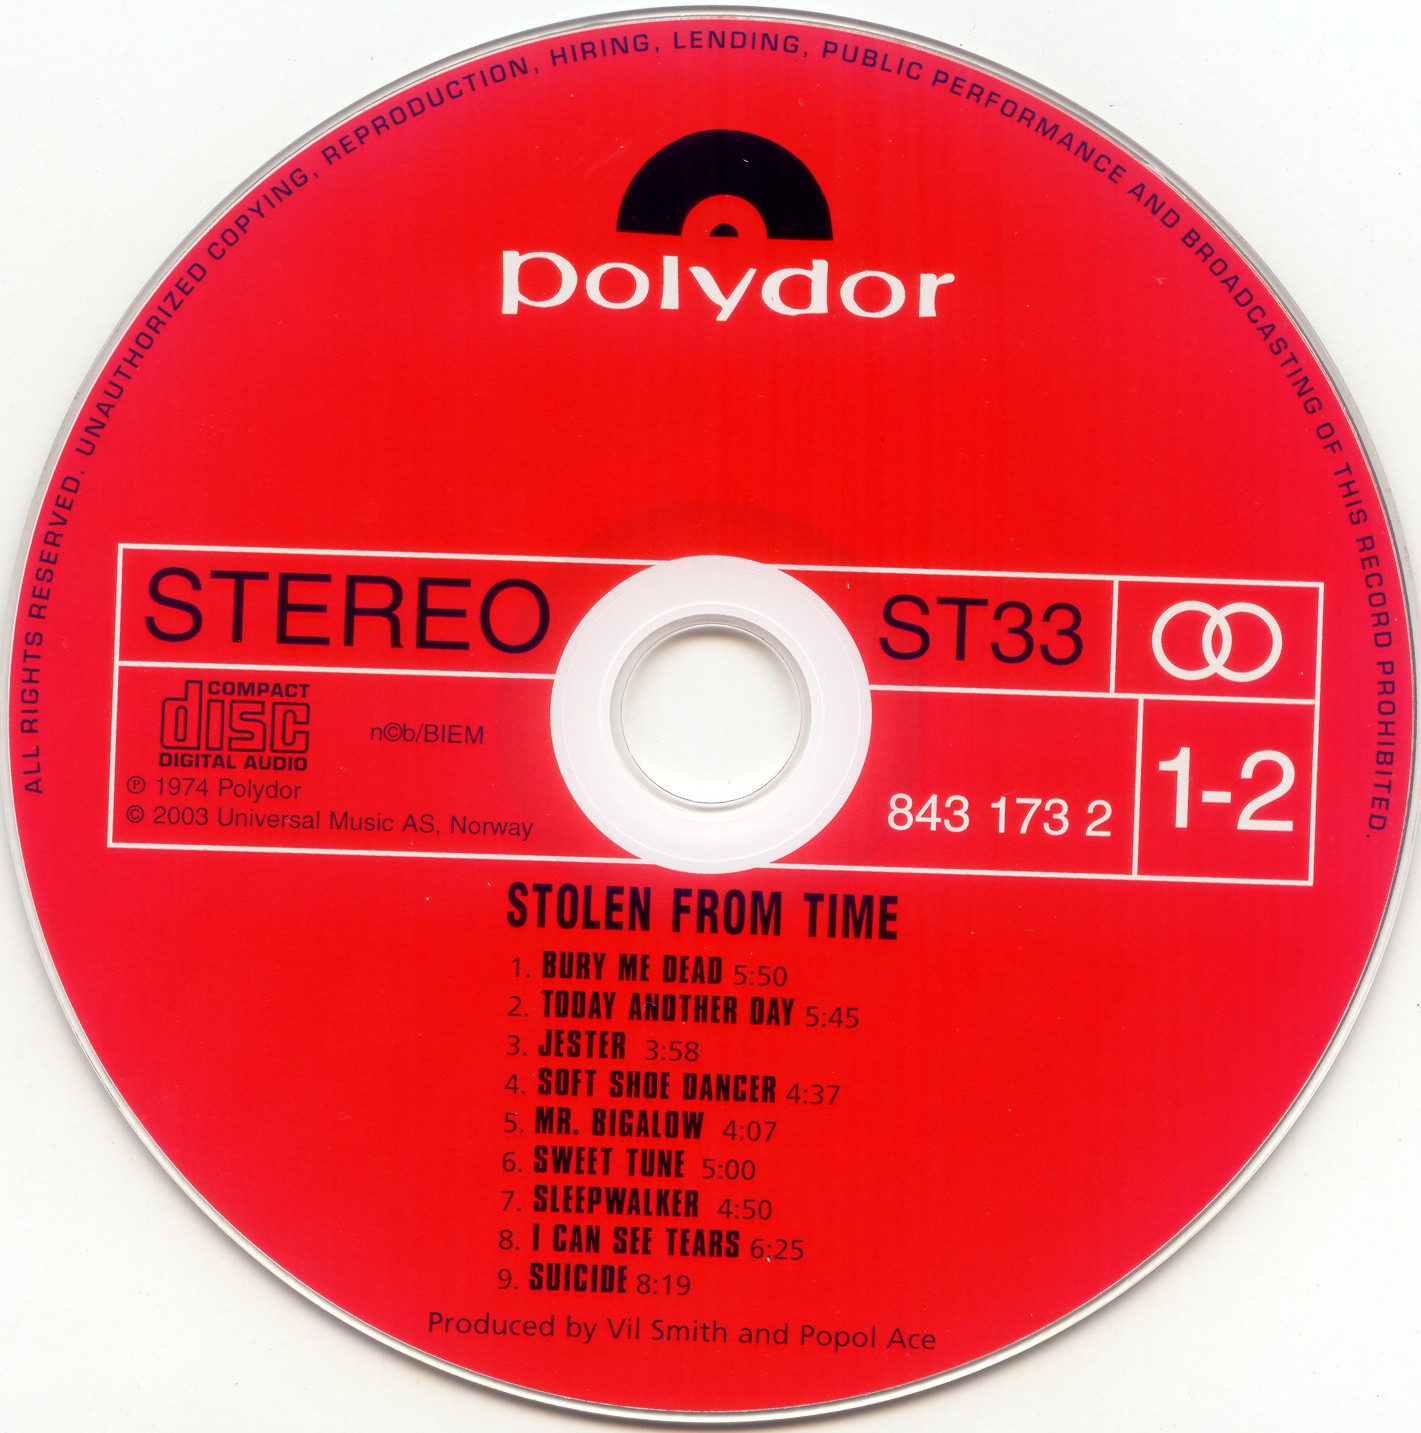 ALL RIGHTS RESERVED. UNAUTHORIZED COPYING, REPRODUCTION, HIRING, LENDING, PUBLIC PERFORMANCE AND BROADCASTING OF THIS RECORD PROHIBITED.
polydor
STEREO ST33
COMPACT
disc
DIGITAL AUDIO
n©b/BIEM
℗ 1974 Polydor
© 2003 Universal Music AS, Norway
843 173 2
1-2
STOLEN FROM TIME
1. BURY ME DEAD 5:50
2. TODAY ANOTHER DAY 5:45
3. JESTER 3:58
4. SOFT SHOE DANCER 4:37
5. MR. BIGALOW 4:07
6. SWEET TUNE 5:00
7. SLEEPWALKER 4:50
8. I CAN SEE TEARS 6:25
9. SUICIDE 8:19
Produced by Vil Smith and Popol Ace